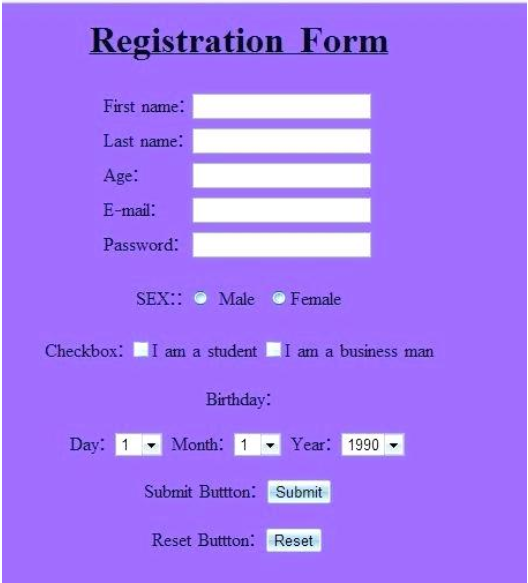 Registration Form
First name:
Last name:
Age:
E-mail:
Password:
SEX:: Male Female
Checkbox: I am a student I am a business man
Birthday:
Day: 1 Month: 1 Year: 1990
Submit Buttton: Submit
Reset Buttton: Reset